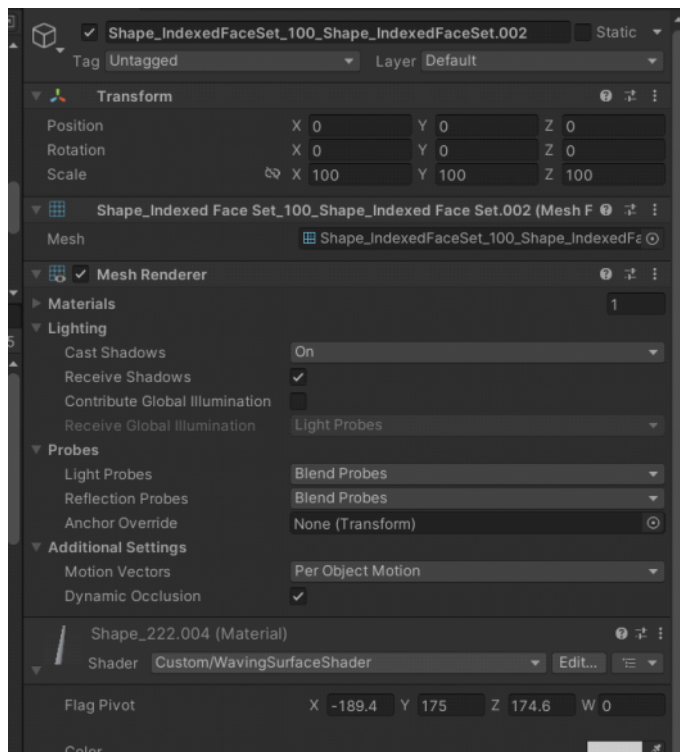 Shape_IndexedFaceSet_100_Shape_IndexedFaceSet.002 Static
Tag Untagged Layer Default
Transform
Position X 0 Y 0 Z 0
Rotation X 0 Y 0 Z 0
Scale X 100 Y 100 Z 100
Shape_Indexed Face Set_100_Shape_Indexed Face Set.002 (Mesh F
Mesh Shape_IndexedFaceSet_100_Shape_IndexedFa
Mesh Renderer
Materials 1
5
Lighting
Cast Shadows On
Receive Shadows
Contribute Global Illumination
Receive Global Illumination Light Probes
Probes
Light Probes Blend Probes
Reflection Probes Blend Probes
Anchor Override None (Transform)
Additional Settings
Motion Vectors Per Object Motion
Dynamic Occlusion
Shape_222.004 (Material)
Shader Custom/WavingSurfaceShader Edit...
Flag Pivot X -189.4 Y 175 Z 174.6 W 0
Color